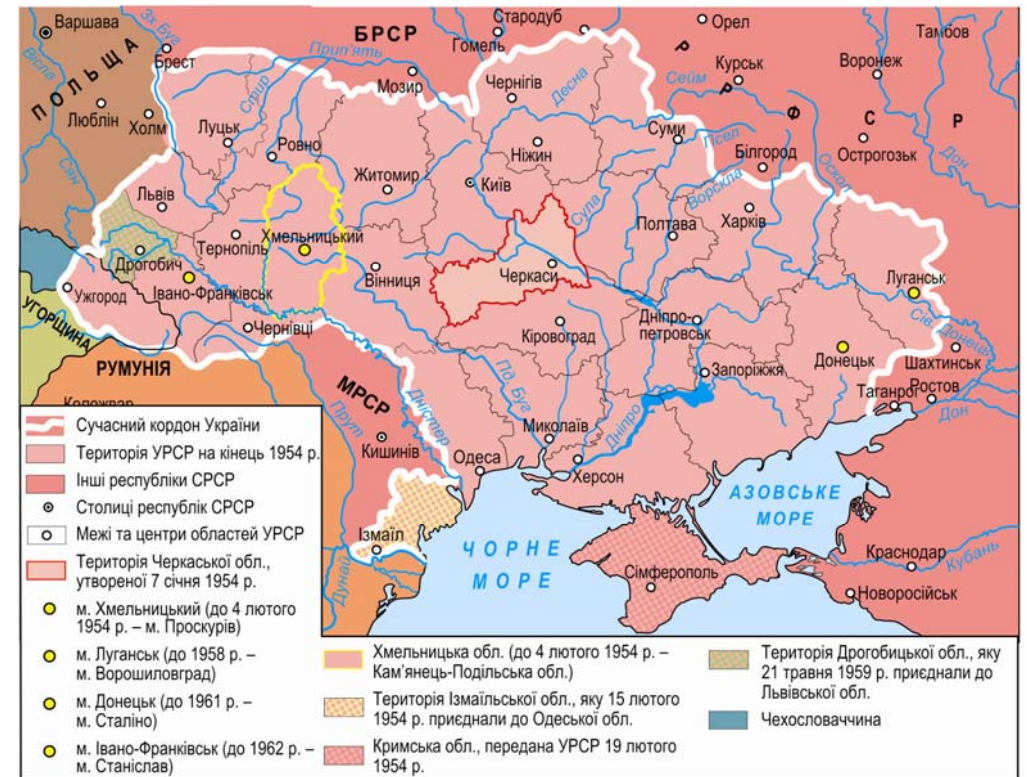 Варшава
Зх. Буг
Стародуб
Орел
БРСР
Гомель
Тамбов
Брест
Прип'ять
Курськ
Воронеж
Вісла
ПОЛЬЩА
Мозир
Чернігів
Десна
Сейм
РРФСР
Люблін
Холм
Стир
Луцьк
Ровно
Ніжин
Суми
Псел
Білгород
Острогозьк
Дон
Сян
Житомир
Київ
Сула
Ворскла
Оскол
Львів
Харків
Полтава
Тернопіль
Хмельницький
Дрогобич
Вінниця
Черкаси
Луганськ
Ужгород
Івано-Франківськ
Чернівці
Кіровоград
Дніпро-
петровськ
Сів. Донець
УГОРЩИНА
Донецьк
Шахтинськ
РУМУНІЯ
Запоріжжя
Таганрог
Ростов
Дон
МРСР
Пд. Буг
Коложвар
Прут
Дністер
Миколаїв
Дніпро
Кишинів
Одеса
Херсон
АЗОВСЬКЕ
МОРЕ
Ізмаїл
ЧОРНЕ
МОРЕ
Дунай
Сімферополь
Краснодар
Кубань
Новоросійськ
Сучасний кордон України
Територія УРСР на кінець 1954 р.
Інші республіки СРСР
Столиці республік СРСР
Межі та центри областей УРСР
Територія Черкаської обл.,
утвореної 7 січня 1954 р.
м. Хмельницький (до 4 лютого
1954 р. – м. Проскурів)
м. Луганськ (до 1958 р. –
м. Ворошиловград)
м. Донецьк (до 1961 р. –
м. Сталіно)
м. Івано-Франківськ (до 1962 р. –
м. Станіслав)
Хмельницька обл. (до 4 лютого 1954 р. –
Кам'янець-Подільська обл.)
Територія Ізмаїльської обл., яку 15 лютого
1954 р. приєднали до Одеської обл.
Кримська обл., передана УРСР 19 лютого
1954 р.
Територія Дрогобицької обл., яку
21 травня 1959 р. приєднали до
Львівської обл.
Чехословаччина